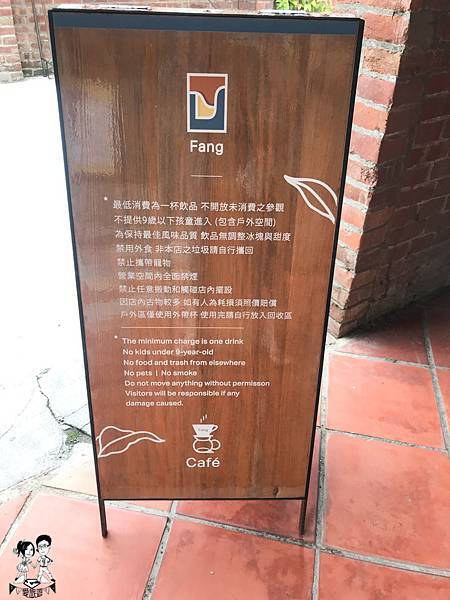 Fang
* 最低消費為一杯飲品 不開放未消費之參觀
不提供9歲以下孩童進入 (包含戶外空間)
為保持最佳風味品質 飲品無調整冰塊與甜度
禁用外食 非本店之垃圾請自行攜回
禁止攜帶寵物
營業空間內全面禁煙
禁止任意搬動和觸碰店內擺設
因店內古物較多 如有人為耗損須照價賠償
戶外區僅使用外帶杯 使用完請自行放入回收區
* The minimum charge is one drink
No kids under 9-year-old
No food and trash from elsewhere
No pets | No smoke
Do not move anything without permisson
Visitors will be responsible if any
damage caused.
Fang
Café